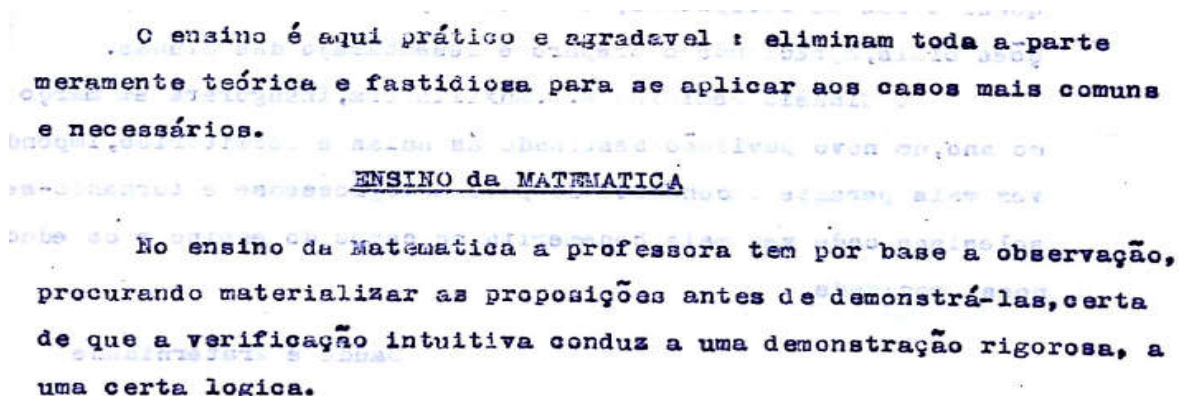 O ensino é aqui prático e agradavel : eliminam toda a parte
meramente teórica e fastidiosa para se aplicar aos casos mais comuns
e necessários.
ENSINO da MATEMATICA
No ensino da Matematica a professora tem por base a observação,
procurando materializar as proposições antes de demonstrá-las,certa
de que a verificação intuitiva conduz a uma demonstração rigorosa, a
uma certa logica.